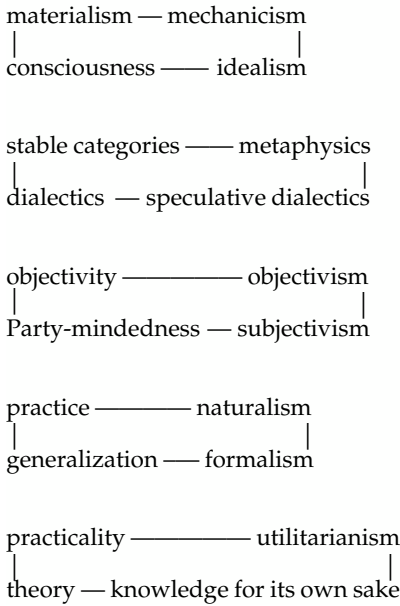 materialism — mechanicism
consciousness —— idealism
stable categories —— metaphysics
dialectics — speculative dialectics
objectivity ————— objectivism
Party-mindedness — subjectivism
practice ———— naturalism
generalization —– formalism
practicality ————— utilitarianism
theory — knowledge for its own sake